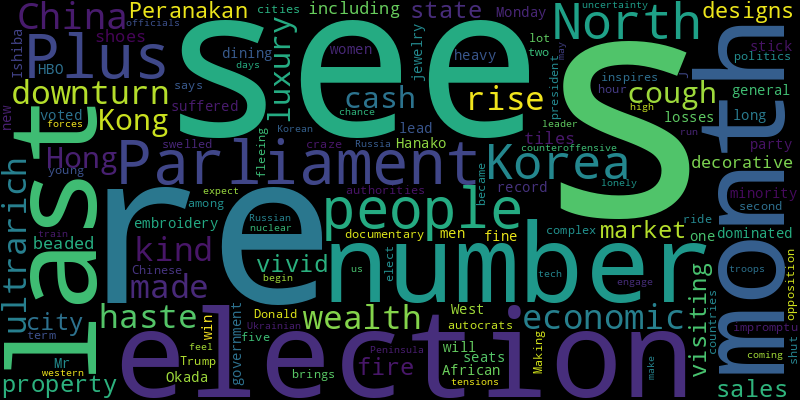 China
Peranakan
cities
including
state
Monday
officials
uncertainty
North
designs
Ishiba
shoes
Plus
HBO
says
days
dining
women
luxury
jewelry
heavy
lot
two
president
may
stick
politics
see
s
downturn
voted
forces
new
Kong
suffered
cash
chance
rise
inspires
hour
high
cough
J
losses
general
long
month
last
Hong
young
swelled
fleeing
Korean
craze
Russia
lead
Hanako
tiles
counteroffensive
leader
run
party
Parliament
authorities
record
Korea
lonely
decorative
ultrarich
train
re
expect
among
Russian
nuclear
people
became
minority
second
beaded
embroidery
documentary
men
fine
complex
market
ride
one
dominated
kind
made
Chinese
vivid
begin
number
us
elect
tech
engage
troops
opposition
visiting
countries
haste
city
term
Mr
western
property
win
feel
Trump
Okada
government
Donald
Ukrainian
five
wealth
West
autocrats
economic
impromptu
coming
shut
election
brings
Peninsula
fire
will
seats
African
tensions
Making
make
sales